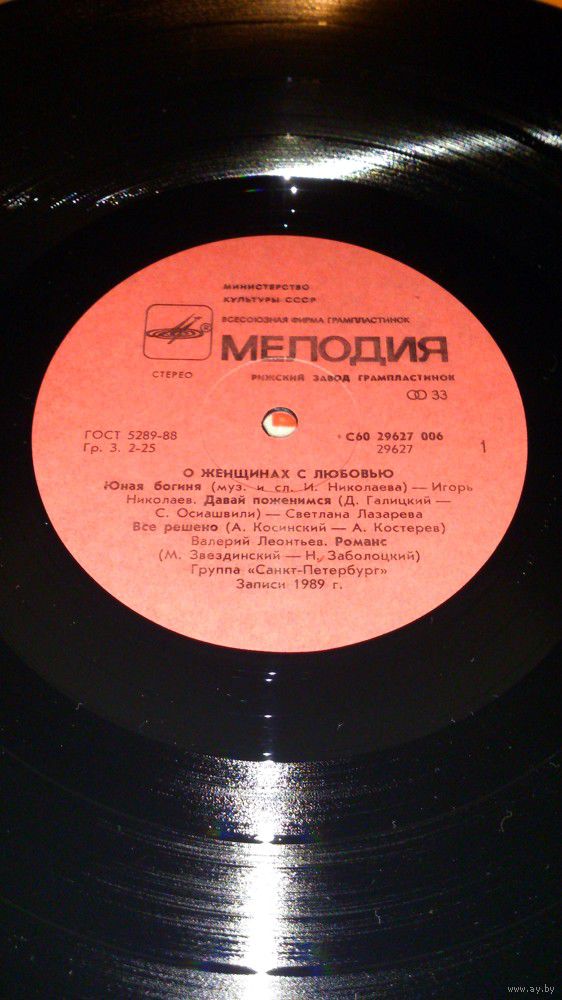 МИНИСТЕРСТВО
КУЛЬТУРЫ СССР
ВСЕСОЮЗНАЯ ФИРМА ГРАМПЛАСТИНОК
®
МЕЛОДИЯ
СТЕРЕО
РИЖСКИЙ ЗАВОД ГРАМПЛАСТИНОК
33
ГОСТ 5289-88
Гр. 3. 2-25
С60 29627 006
29627
1
О ЖЕНЩИНАХ С ЛЮБОВЬЮ
Юная богиня (муз. и сл. И. Николаева) — Игорь
Николаев. Давай поженимся (Д. Галицкий —
С. Осиашвили) — Светлана Лазарева
Все решено (А. Косинский — А. Костерев)
Валерий Леонтьев. Романс
(М. Звездинский — Н. Заболоцкий)
Группа «Санкт-Петербург»
Записи 1989 г.
www.ay.by